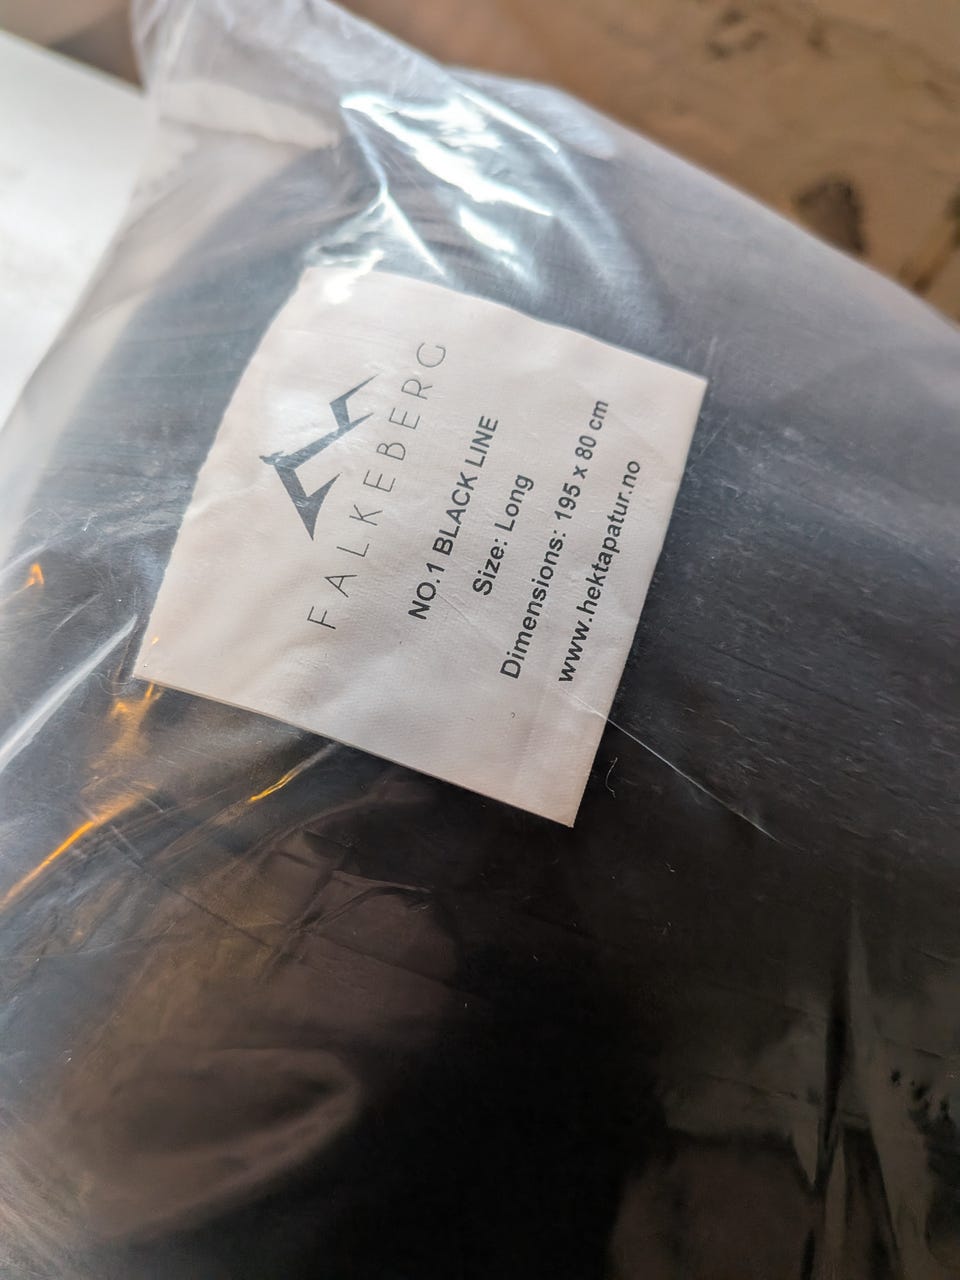 FALKEBERG
NO.1 BLACK LINE
Size: Long
Dimensions: 195 x 80 cm
www.hektapatur.no